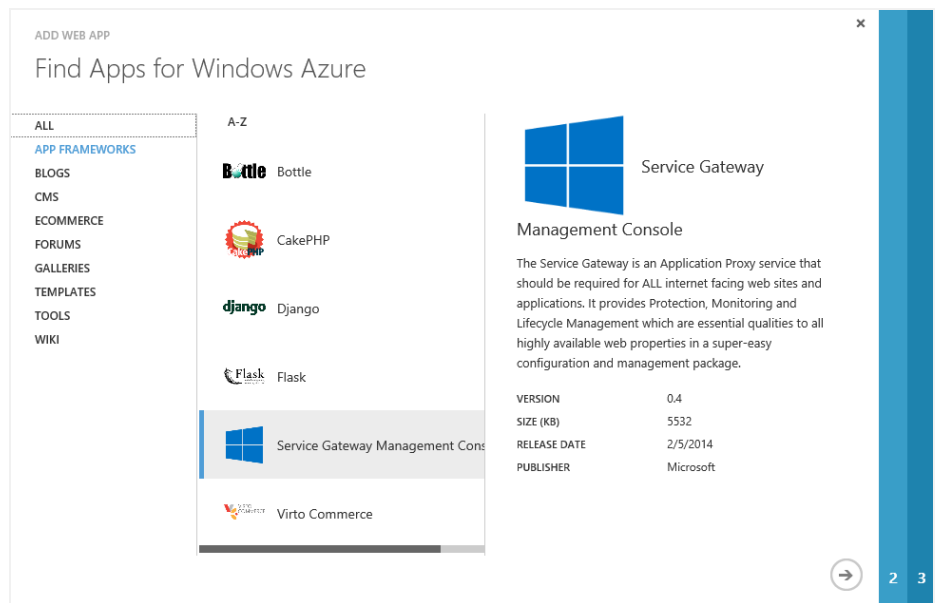 ADD WEB APP
×
Find Apps for Windows Azure
ALL
APP FRAMEWORKS
BLOGS
CMS
ECOMMERCE
FORUMS
GALLERIES
TEMPLATES
TOOLS
WIKI
A-Z
Bottle Bottle
CakePHP CakePHP
django Django
Flask Flask
Service Gateway Management Cons
VIRTO COMMERCE Virto Commerce
Service Gateway
Management Console
The Service Gateway is an Application Proxy service that
should be required for ALL internet facing web sites and
applications. It provides Protection, Monitoring and
Lifecycle Management which are essential qualities to all
highly available web properties in a super-easy
configuration and management package.
VERSION 0.4
SIZE (KB) 5532
RELEASE DATE 2/5/2014
PUBLISHER Microsoft
2 3